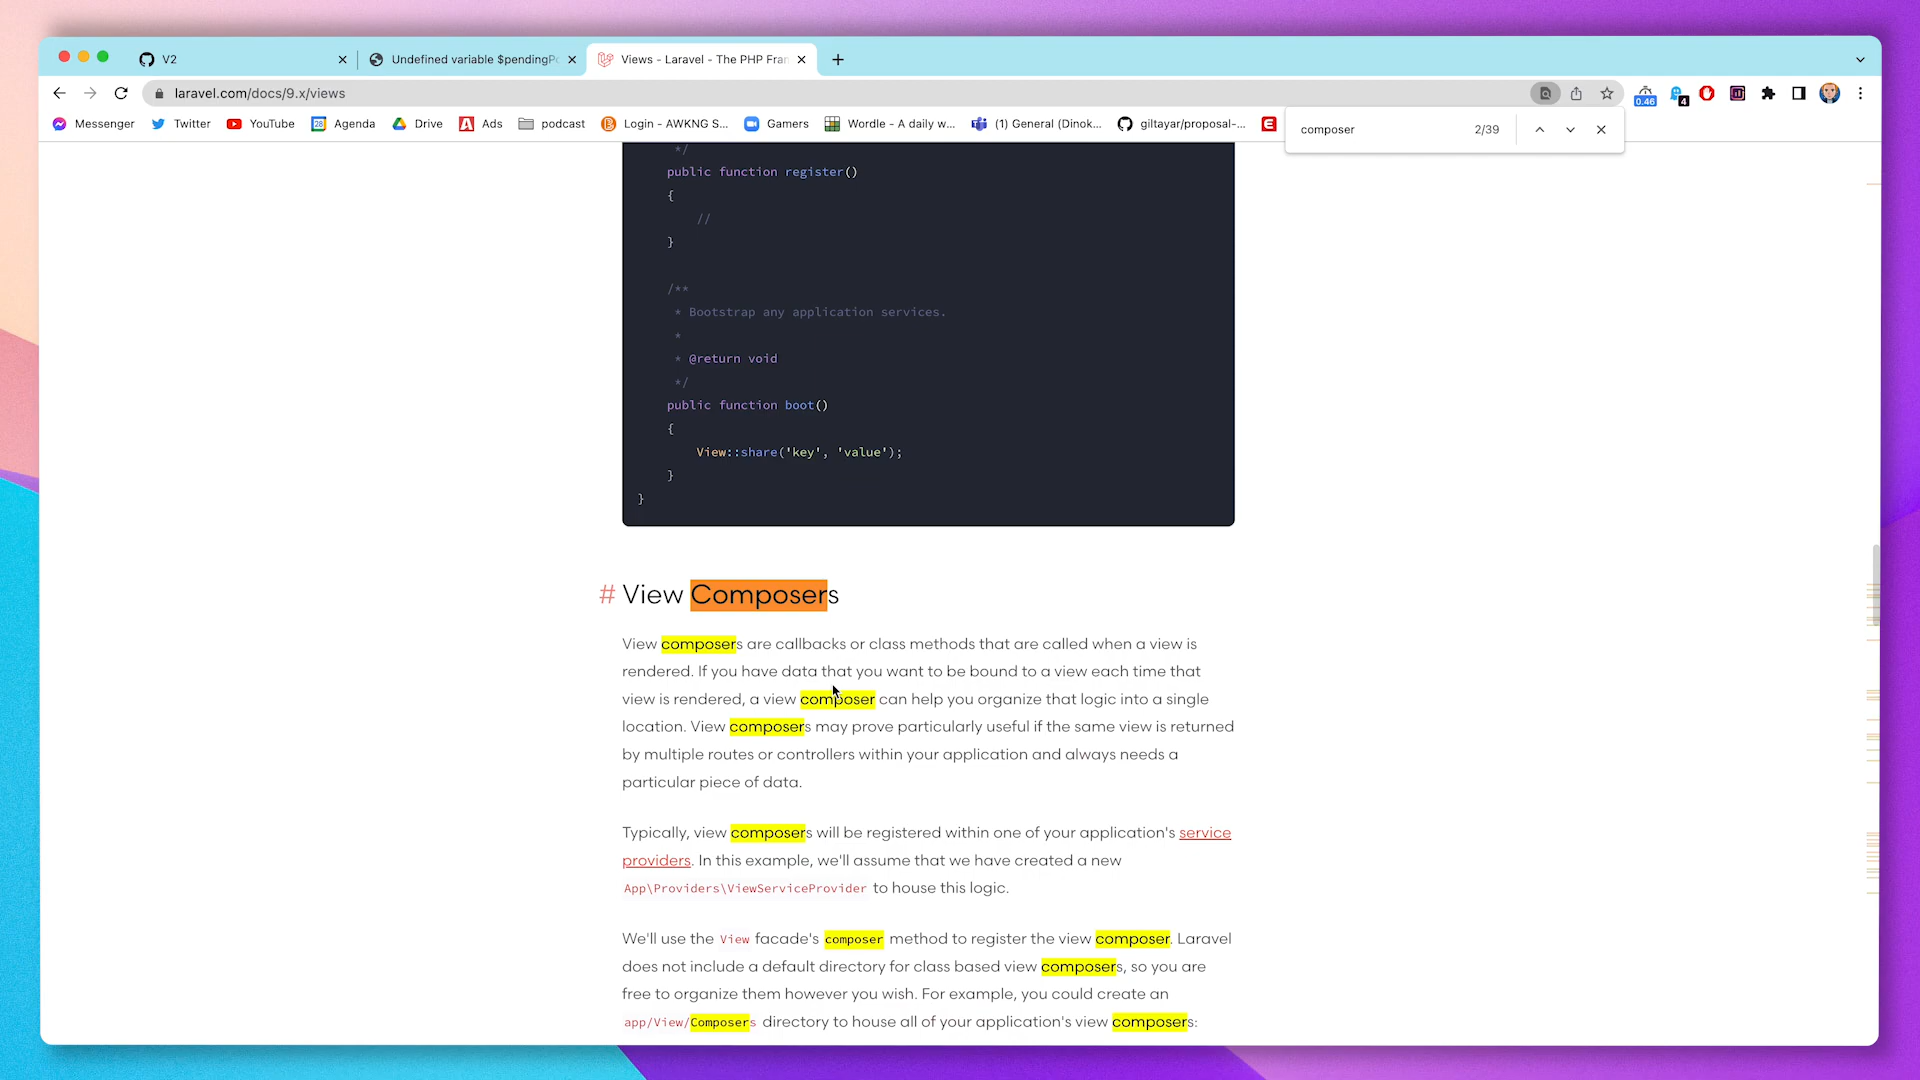 V2
Undefined variable $pendingPo
Views - Laravel - The PHP Fran
laravel.com/docs/9.x/views
0.46
4
Messenger
Twitter
YouTube
28
Agenda
Drive
Ads
podcast
Login - AWKNG S...
Gamers
Wordle - A daily w...
(1) General (Dinok...
giltayar/proposal-...
composer
2/39
*/
public function register()
{
//
}
/**
* Bootstrap any application services.
*
* @return void
*/
public function boot()
{
View::share('key', 'value');
}
}
# View Composers
View composers are callbacks or class methods that are called when a view is
rendered. If you have data that you want to be bound to a view each time that
view is rendered, a view composer can help you organize that logic into a single
location. View composers may prove particularly useful if the same view is returned
by multiple routes or controllers within your application and always needs a
particular piece of data.
Typically, view composers will be registered within one of your application's service
providers. In this example, we'll assume that we have created a new
App\Providers\ViewServiceProvider to house this logic.
We'll use the View facade's composer method to register the view composer. Laravel
does not include a default directory for class based view composers, so you are
free to organize them however you wish. For example, you could create an
app/View/Composers directory to house all of your application's view composers: